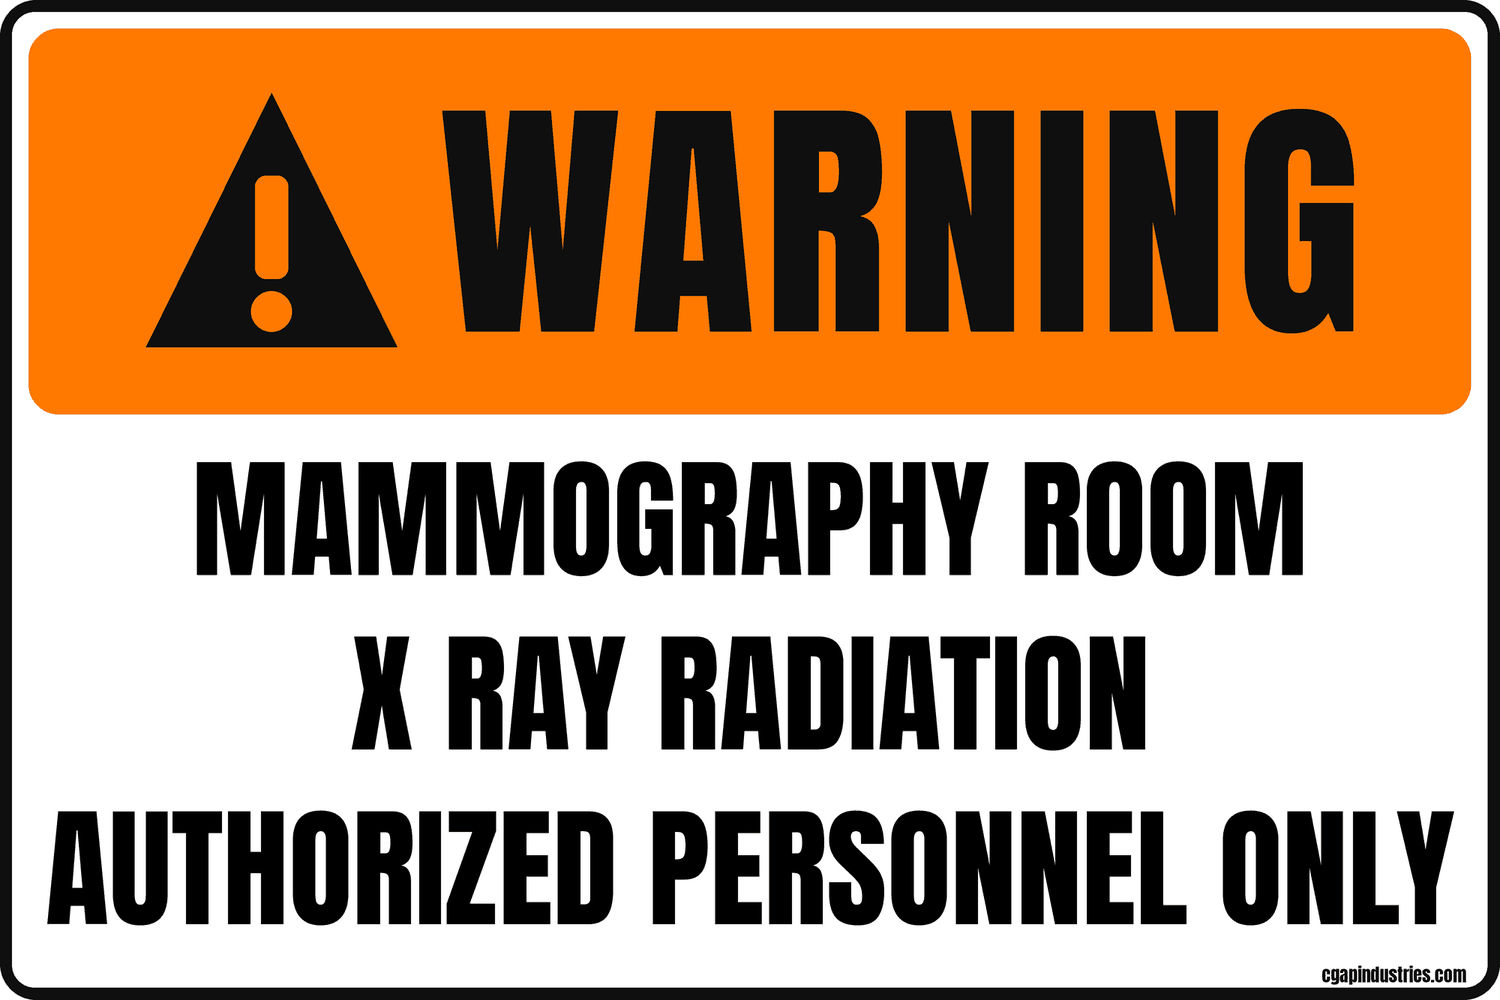 WARNING
MAMMOGRAPHY ROOM
X RAY RADIATION
AUTHORIZED PERSONNEL ONLY
cgapindustries.com